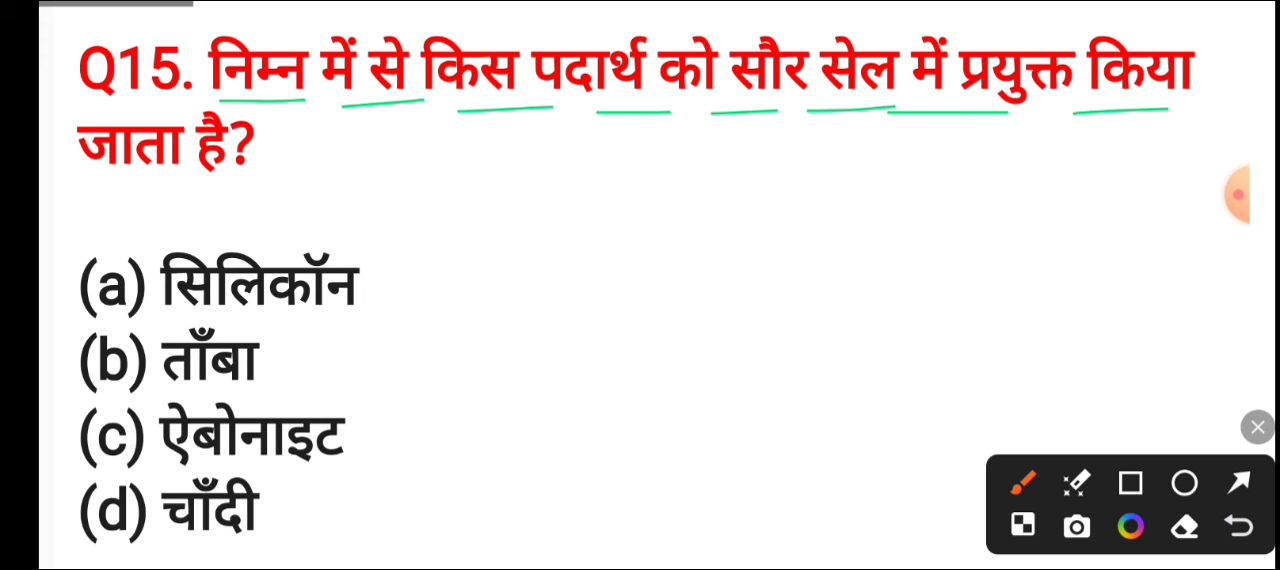 Q15. निम्न में से किस पदार्थ को सौर सेल में प्रयुक्त किया
जाता है?
(a) सिलिकॉन
(b) ताँबा
(c) ऐबोनाइट
(d) चाँदी